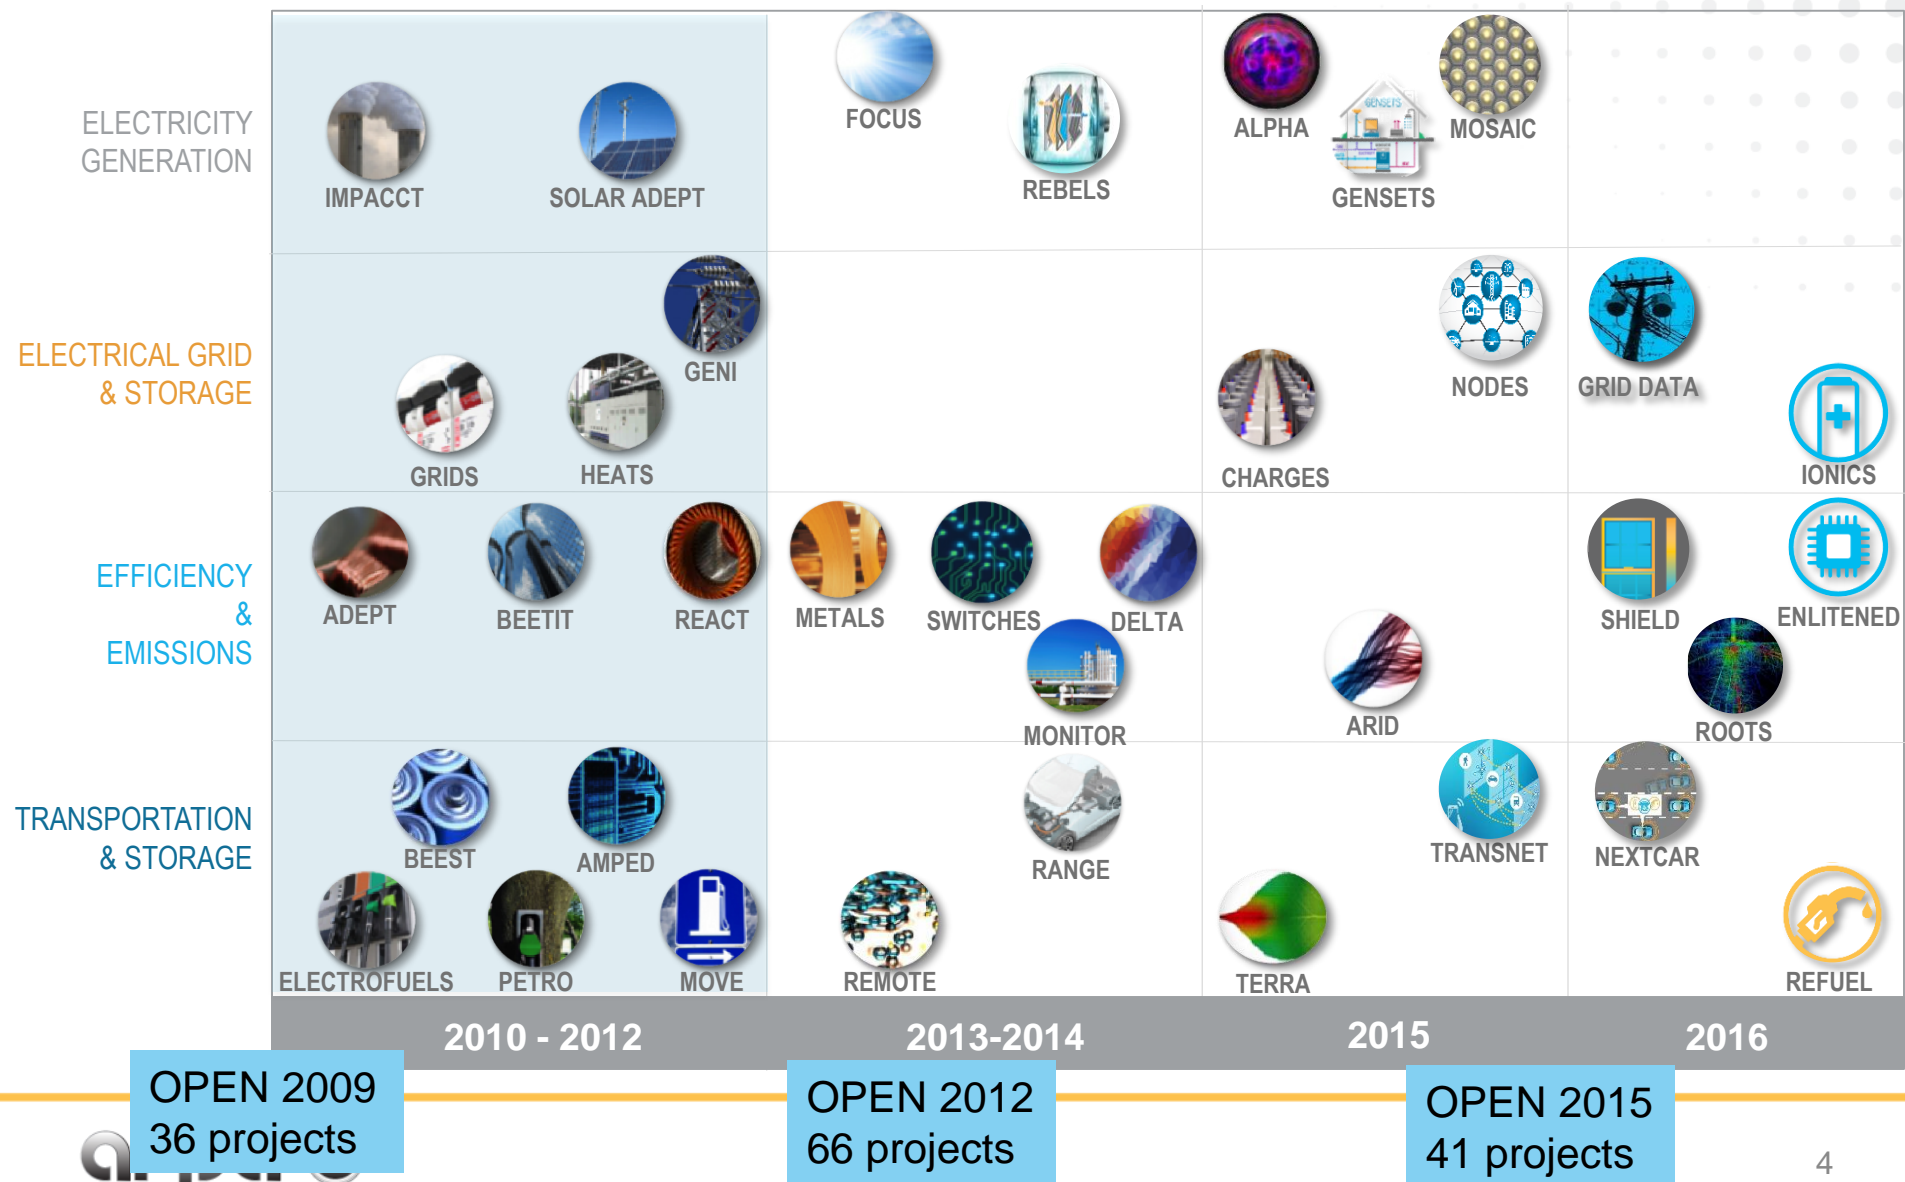 ELECTRICITY
GENERATION
IMPACCT
SOLAR ADEPT
FOCUS
REBELS
ALPHA
GENSETS
GENSETS
MOSAIC
ELECTRICAL GRID
& STORAGE
GRIDS
HEATS
GENI
CHARGES
NODES
GRID DATA
IONICS
EFFICIENCY
&
EMISSIONS
ADEPT
BEETIT
REACT
METALS
SWITCHES
DELTA
MONITOR
ARID
SHIELD
ENLITENED
ROOTS
TRANSPORTATION
& STORAGE
BEEST
AMPED
ELECTROFUELS
PETRO
MOVE
RANGE
REMOTE
TRANSNET
TERRA
NEXTCAR
REFUEL
2010 - 2012
2013-2014
2015
2016
OPEN 2009
36 projects
OPEN 2012
66 projects
OPEN 2015
41 projects
4